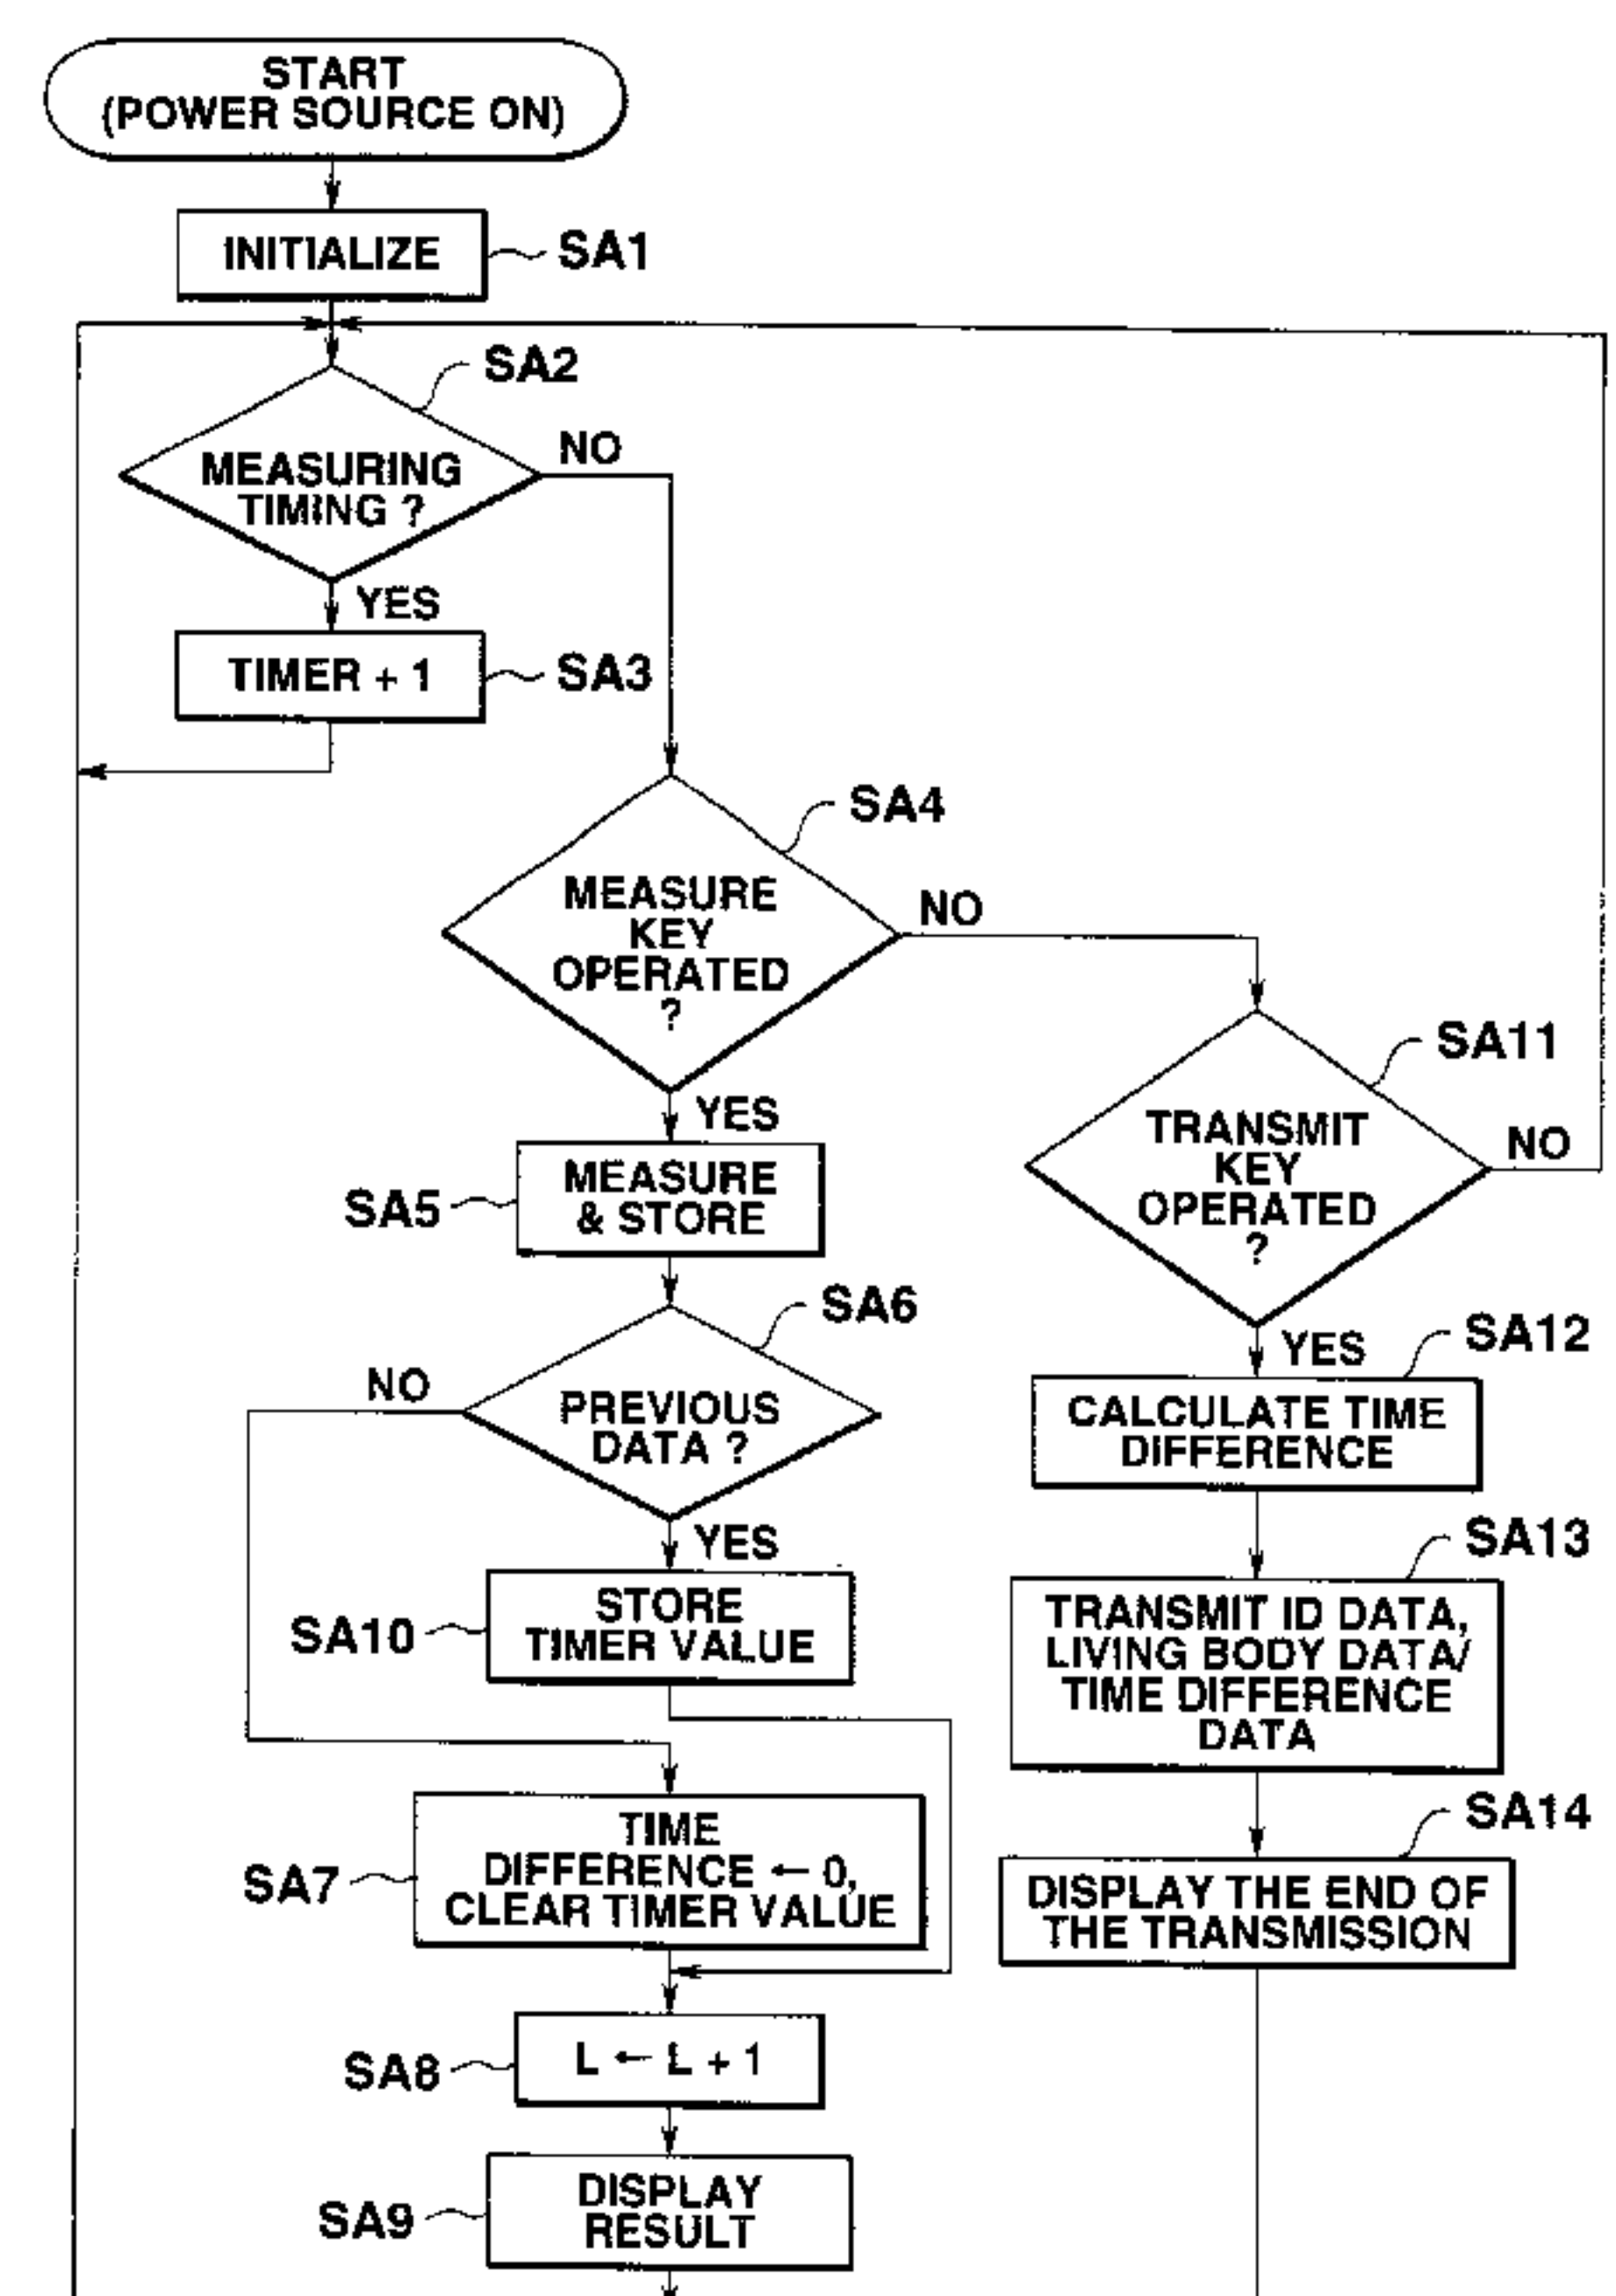 START
(POWER SOURCE ON)
INITIALIZE
SA1
SA2
MEASURING
TIMING ?
NO
YES
TIMER + 1
SA3
SA4
MEASURE
KEY
OPERATED
?
NO
YES
SA11
TRANSMIT
KEY
OPERATED
?
NO
YES
SA5
MEASURE
& STORE
SA6
PREVIOUS
DATA ?
NO
YES
SA10
STORE
TIMER VALUE
SA7
TIME
DIFFERENCE ← 0,
CLEAR TIMER VALUE
SA8
L ← L + 1
SA9
DISPLAY
RESULT
SA12
CALCULATE TIME
DIFFERENCE
SA13
TRANSMIT ID DATA,
LIVING BODY DATA/
TIME DIFFERENCE
DATA
SA14
DISPLAY THE END OF
THE TRANSMISSION